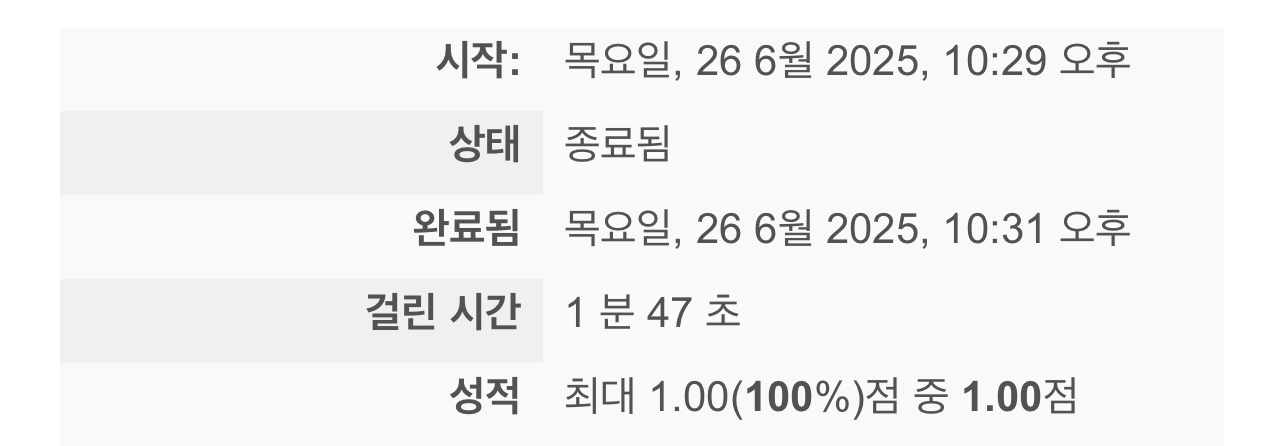 시작: 목요일, 26 6월 2025, 10:29 오후
상태 종료됨
완료됨 목요일, 26 6월 2025, 10:31 오후
걸린 시간 1 분 47 초
성적 최대 1.00(100%)점 중 1.00점